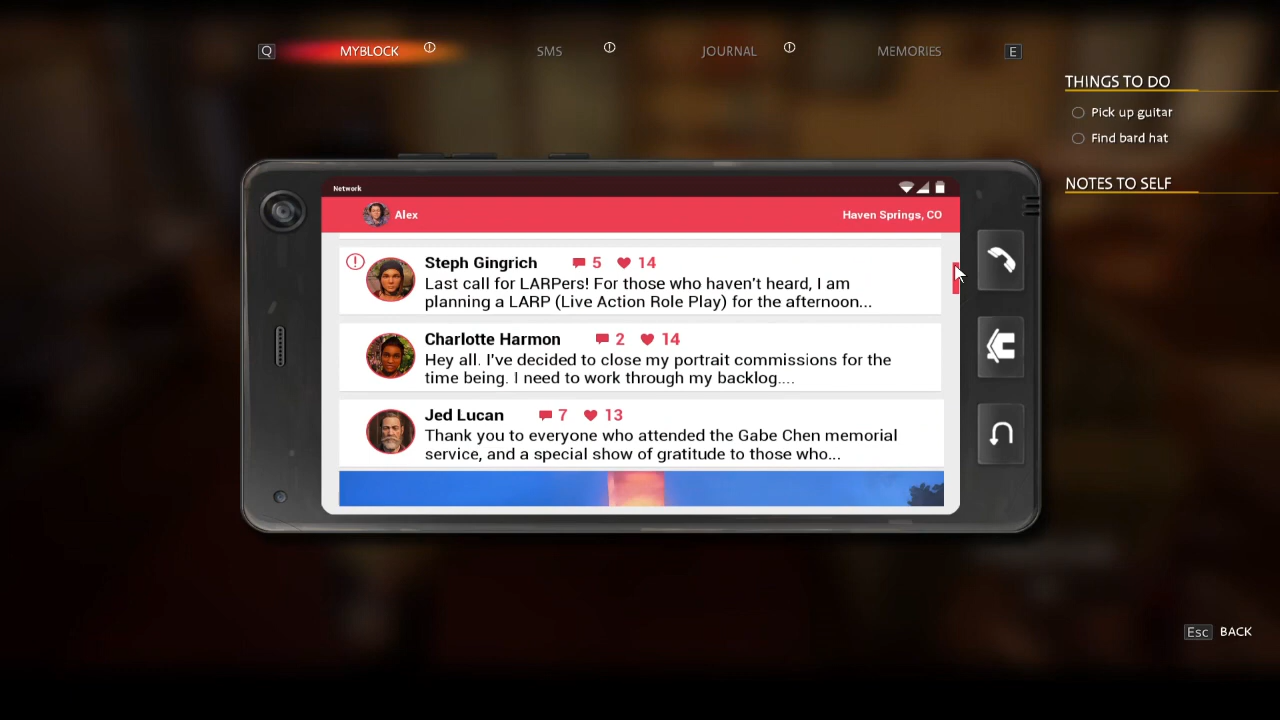 Q MYBLOCK SMS JOURNAL MEMORIES E
THINGS TO DO
Pick up guitar
Find bard hat
NOTES TO SELF
Network
Alex Haven Springs, CO
Steph Gingrich 5 14
Last call for LARPers! For those who haven't heard, I am
planning a LARP (Live Action Role Play) for the afternoon...
Charlotte Harmon 2 14
Hey all. I've decided to close my portrait commissions for the
time being. I need to work through my backlog....
Jed Lucan 7 13
Thank you to everyone who attended the Gabe Chen memorial
service, and a special show of gratitude to those who...
Esc BACK